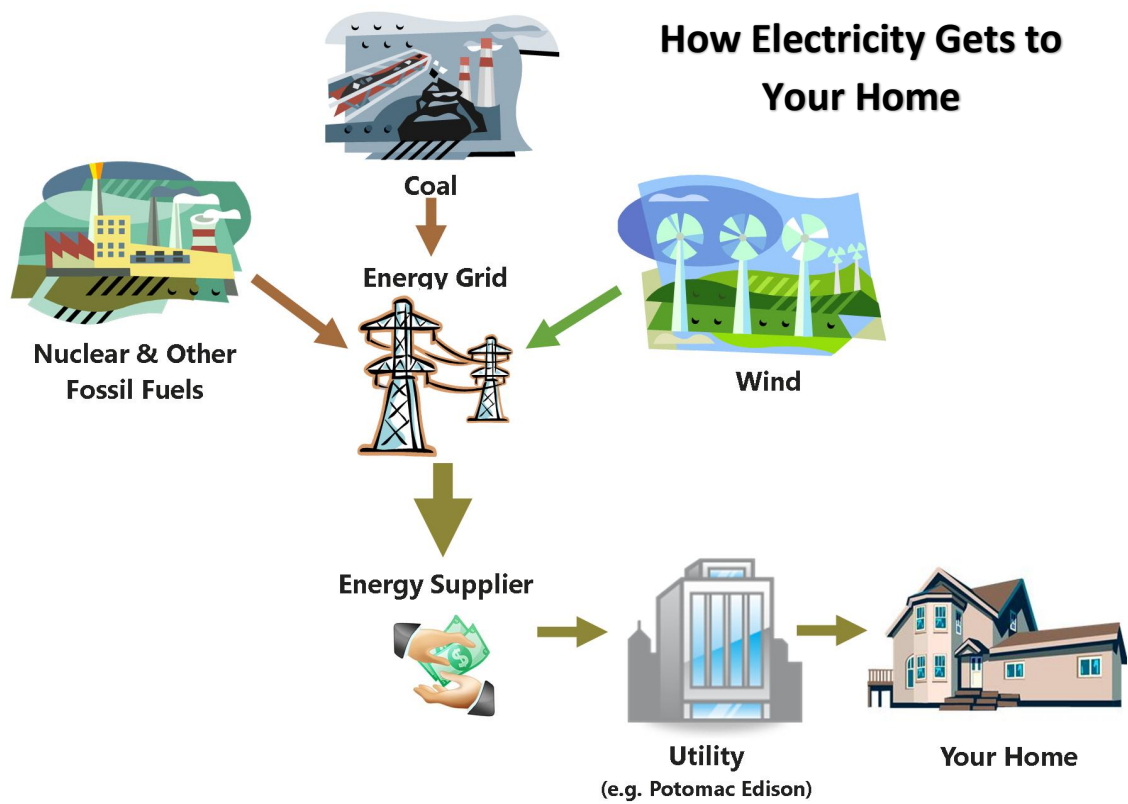 How Electricity Gets to
Your Home
Coal
Energy Grid
Nuclear & Other
Fossil Fuels
Wind
Energy Supplier
$
Utility
(e.g. Potomac Edison)
Your Home